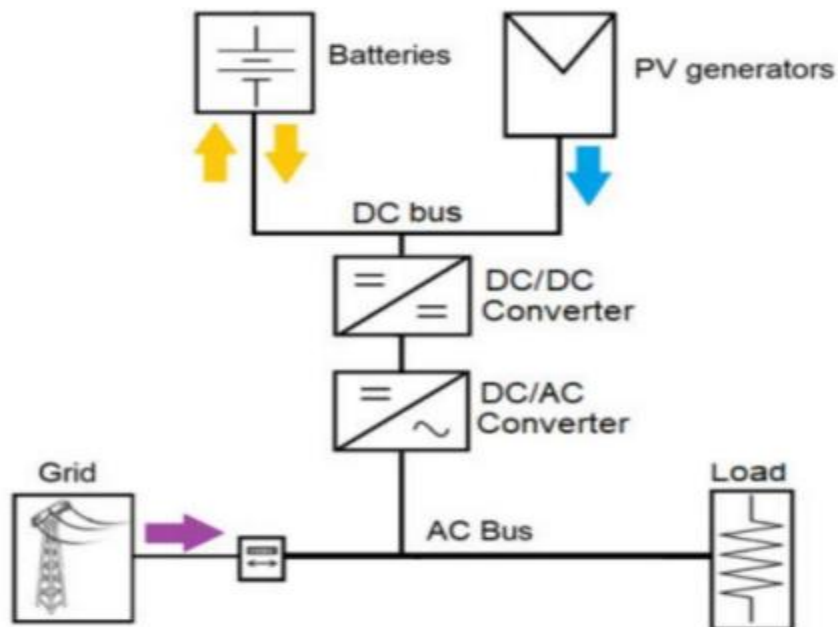 Batteries
PV generators
DC bus
DC/DC
Converter
DC/AC
Converter
Grid
Load
AC Bus